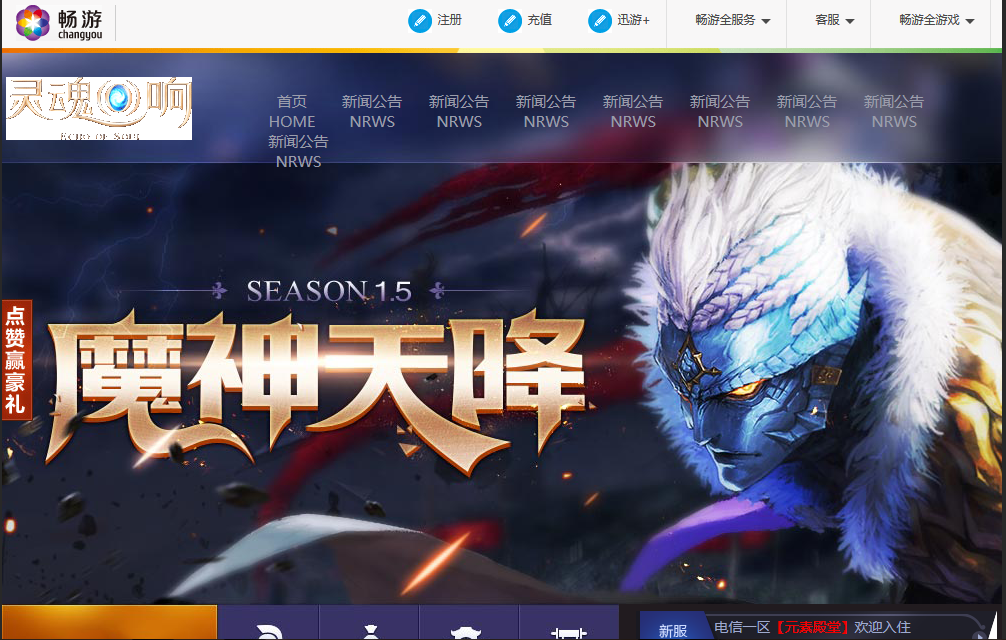 畅游
changyou
注册
充值
迅游+
畅游全服务
客服
畅游全游戏
灵魂回响
ECHO OF SOUL
首页 新闻公告 新闻公告 新闻公告 新闻公告 新闻公告 新闻公告 新闻公告
HOME NRWS NRWS NRWS NRWS NRWS NRWS NRWS
新闻公告
NRWS
SEASON 1.5
魔神天降
点赞赢豪礼
新服
电信一区【元素殿堂】欢迎入住